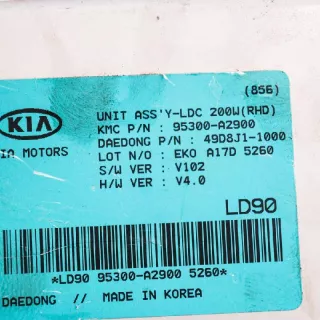 (856)
KIA
UNIT ASS'Y-LDC 200W(RHD)
KMC P/N : 95300-A2900
IA MOTORS
DAEDONG P/N : 49D8J1-1000
LOT N/O : EKO A17D 5260
S/W VER : V102
H/W VER : V4.0
LD90
*LD90 95300-A2900 5260*
DAEDONG // MADE IN KOREA